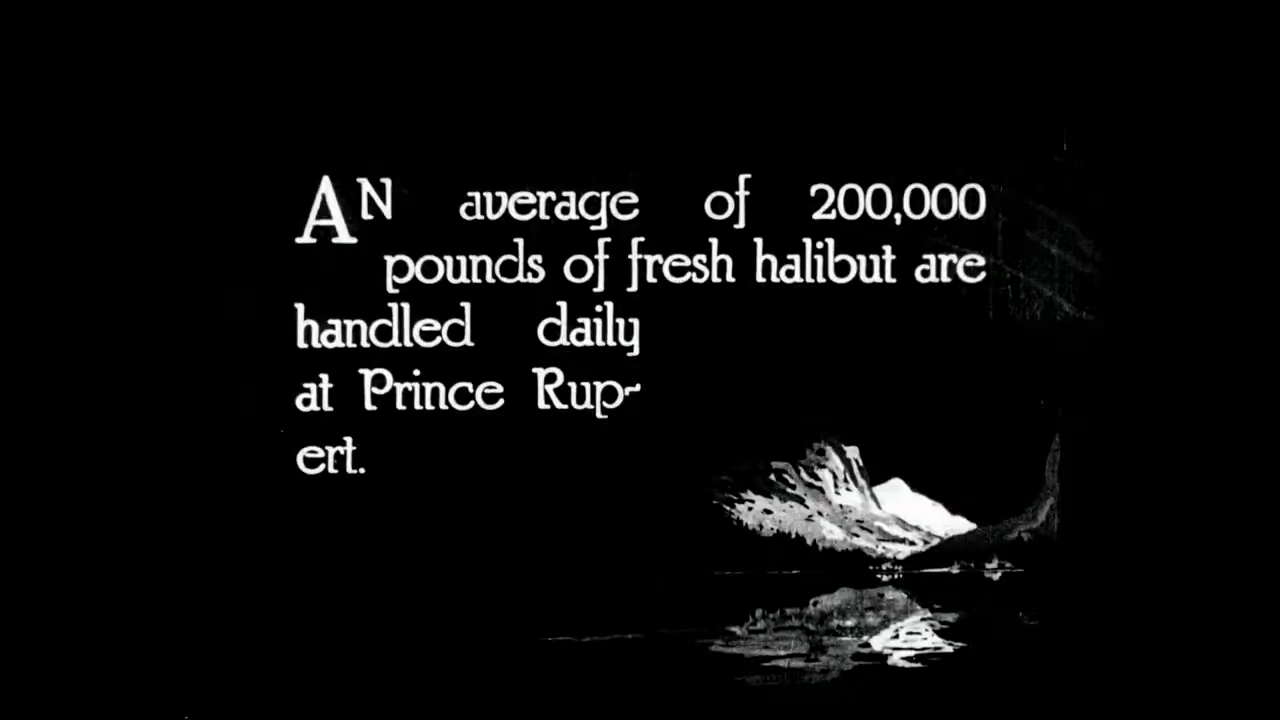 AN average of 200,000
pounds of fresh halibut are
handled daily
at Prince Rup-
ert.